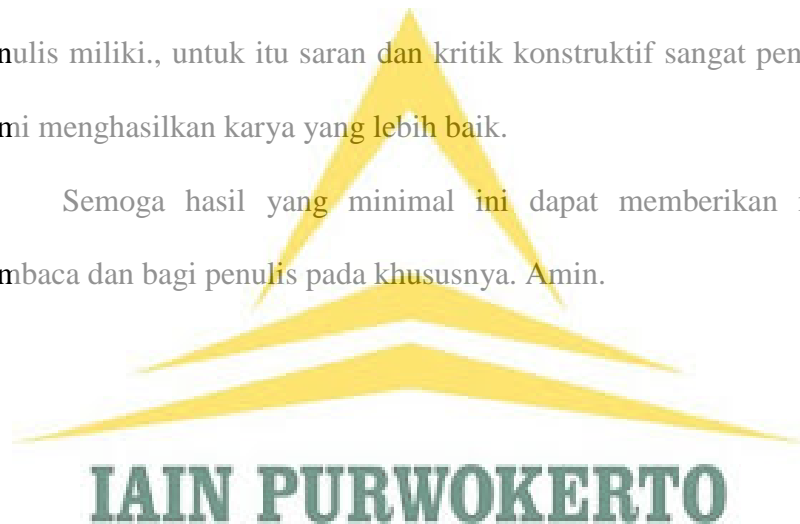 nulis miliki., untuk itu saran dan kritik konstruktif sangat pen
mi menghasilkan karya yang lebih baik.
Semoga hasil yang minimal ini dapat memberikan
mbaca dan bagi penulis pada khususnya. Amin.
IAIN PURWOKERTO